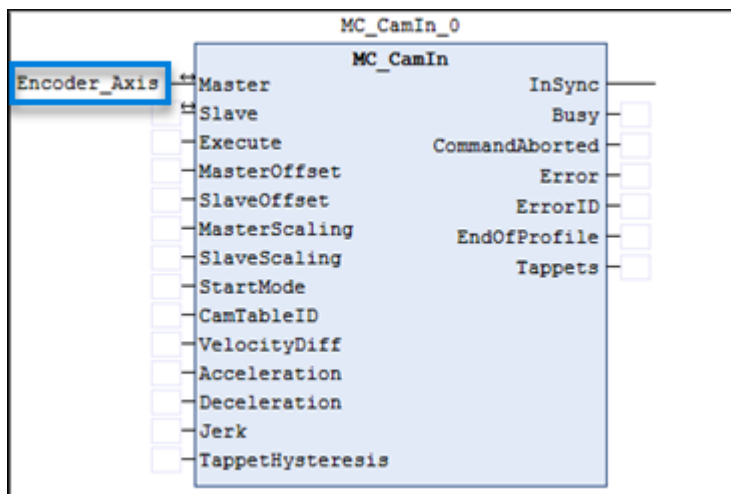 MC_CamIn_0
MC_CamIn
Encoder_Axis Master InSync
Slave Busy
Execute CommandAborted
MasterOffset Error
SlaveOffset ErrorID
MasterScaling EndOfProfile
SlaveScaling Tappets
StartMode
CamTableID
VelocityDiff
Acceleration
Deceleration
Jerk
TappetHysteresis